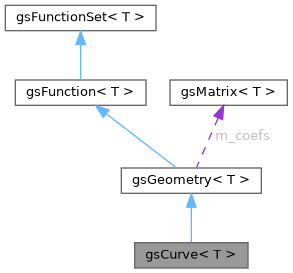 gsFunctionSet< T >
gsFunction< T >
gsMatrix< T >
m_coefs
gsGeometry< T >
gsCurve< T >